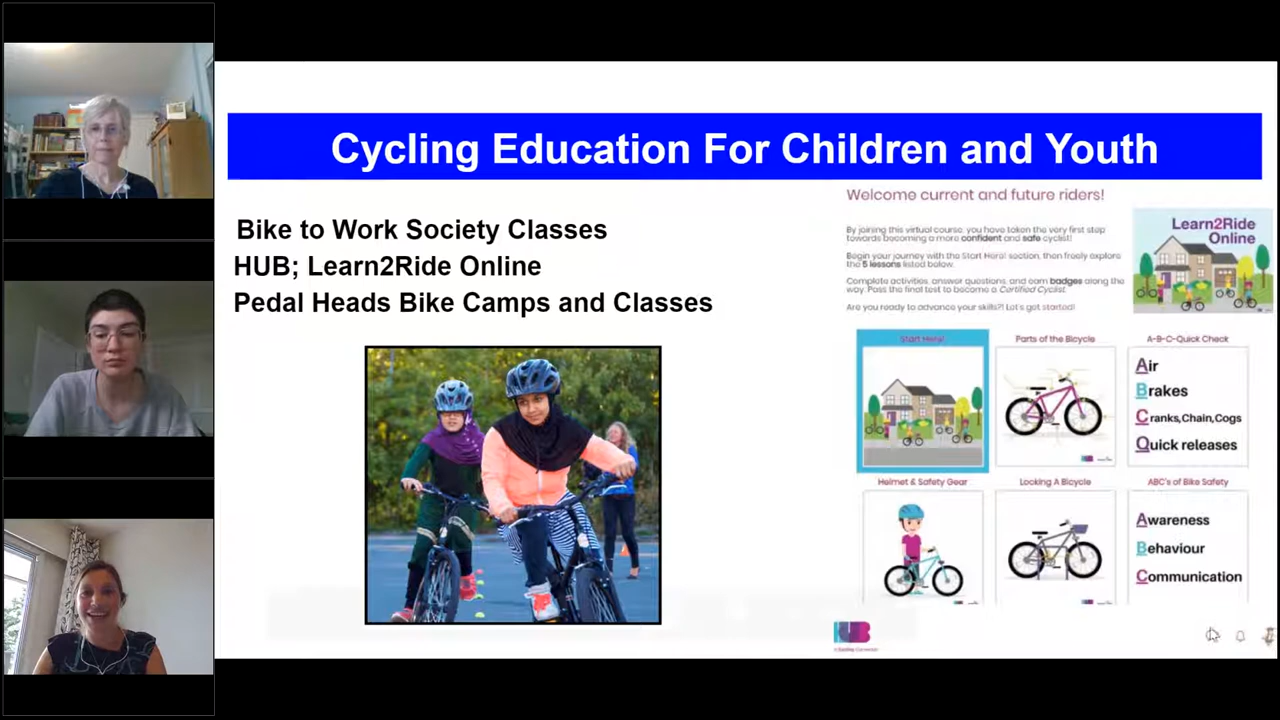 Cycling Education For Children and Youth
Bike to Work Society Classes
HUB; Learn2Ride Online
Pedal Heads Bike Camps and Classes
Welcome current and future riders!
By joining this virtual course, you have taken the very first step
towards becoming a more confident and safe cyclist!
Begin your journey with the Start Here! section, then freely explore
the 5 lessons listed below.
Complete activities, answer questions, and earn badges along the
way. Pass the final test to become a Certified Cyclist.
Are you ready to advance your skills?! Let's get started!
Learn2Ride
Online
Start Here!
Parts of the Bicycle
A-B-C-Quick Check
Air
Brakes
Cranks, Chain, Cogs
Quick releases
Helmet & Safety Gear
Locking A Bicycle
ABC's of Bike Safety
Awareness
Behaviour
Communication
HUB